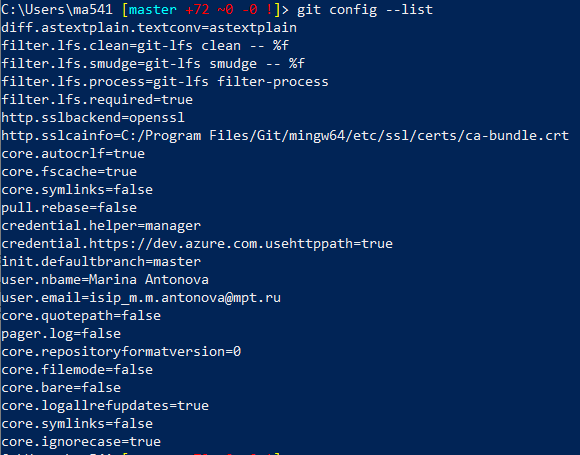 C:\Users\ma541 [master +72 ~0 -0 !]> git config --list
diff.astextplain.textconv=astextplain
filter.lfs.clean=git-lfs clean -- %f
filter.lfs.smudge=git-lfs smudge -- %f
filter.lfs.process=git-lfs filter-process
filter.lfs.required=true
http.sslbackend=openssl
http.sslcainfo=C:/Program Files/Git/mingw64/etc/ssl/certs/ca-bundle.crt
core.autocrlf=true
core.fscache=true
core.symlinks=false
pull.rebase=false
credential.helper=manager
credential.https://dev.azure.com.usehttppath=true
init.defaultbranch=master
user.nbame=Marina Antonova
user.email=isip_m.m.antonova@mpt.ru
core.quotepath=false
pager.log=false
core.repositoryformatversion=0
core.filemode=false
core.bare=false
core.logallrefupdates=true
core.symlinks=false
core.ignorecase=true